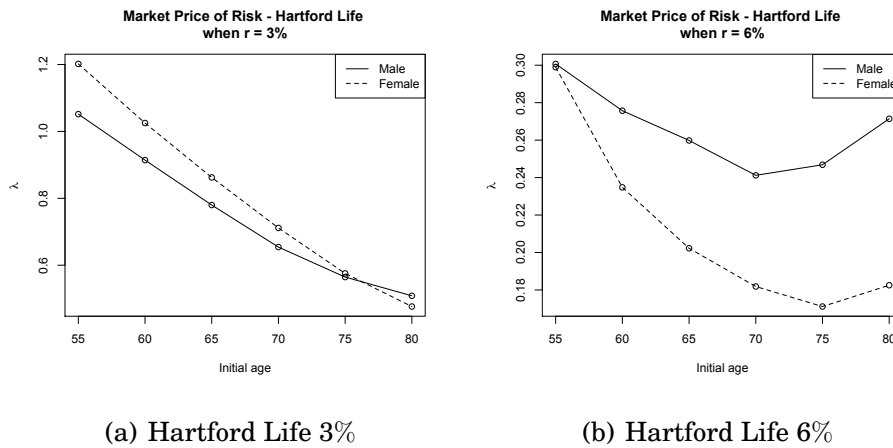 Market Price of Risk - Hartford Life
when r = 3%
Male
Female
1.2
1.0
0.8
0.6
λ
55 60 65 70 75 80
Initial age
(a) Hartford Life 3%
Market Price of Risk - Hartford Life
when r = 6%
Male
Female
0.30
0.28
0.26
0.24
0.22
0.20
0.18
λ
55 60 65 70 75 80
Initial age
(b) Hartford Life 6%